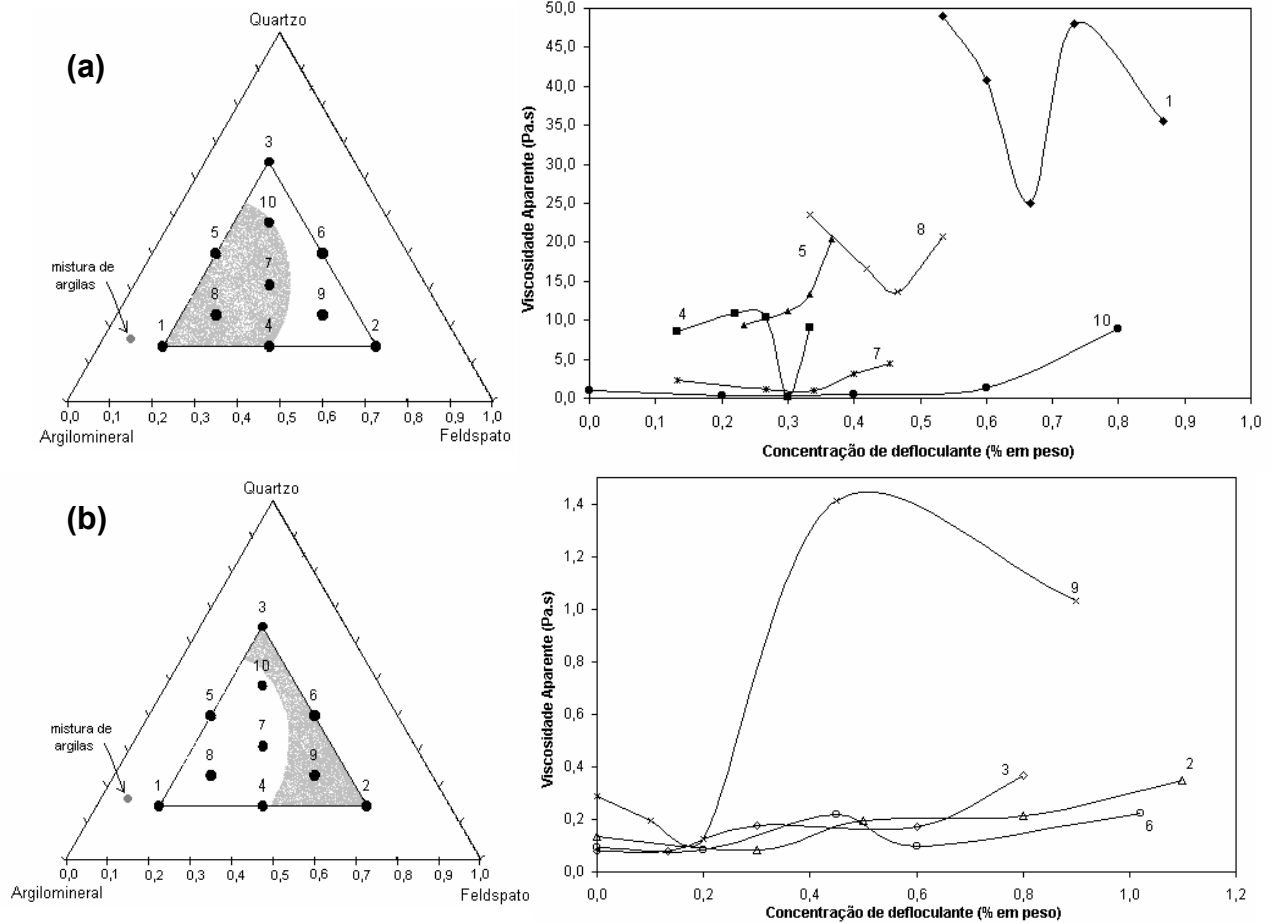 (a)
Quartzo
3
10
5
6
7
mistura de
argilas
8
9
1
4
2
0,0 0,1 0,2 0,3 0,4 0,5 0,6 0,7 0,8 0,9 1,0
Argilomineral
Feldspato
Viscosidade Aparente (Pa.s)
50,0
45,0
40,0
35,0
30,0
25,0
20,0
15,0
10,0
5,0
0,0
1
8
5
4
10
7
0,0 0,1 0,2 0,3 0,4 0,5 0,6 0,7 0,8 0,9 1,0
Concentração de defloculante (% em peso)
(b)
Quartzo
3
10
5
6
7
mistura de
argilas
8
9
1
4
2
0,0 0,1 0,2 0,3 0,4 0,5 0,6 0,7 0,8 0,9 1,0
Argilomineral
Feldspato
Viscosidade Aparente (Pa.s)
1,4
1,2
1,0
0,8
0,6
0,4
0,2
0,0
9
3
2
6
0,0 0,2 0,4 0,6 0,8 1,0 1,2
Concentração de defloculante (% em peso)